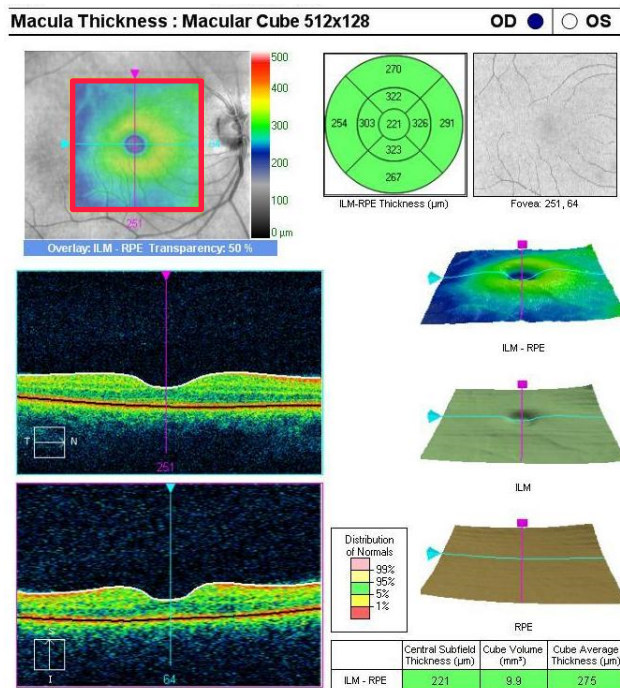 Macula Thickness : Macular Cube 512x128 OD OS
500
400
300
200
100
0 µm
251
Overlay: ILM - RPE Transparency: 50 %
270
322
254 303 221 326 291
323
267
ILM-RPE Thickness (µm)
Fovea: 251, 64
ILM - RPE
T N
251
ILM
Distribution
of Normals
99%
95%
5%
1%
RPE
I
64
Central Subfield Thickness (µm) Cube Volume (mm³) Cube Average Thickness (µm)
ILM - RPE 221 9.9 275